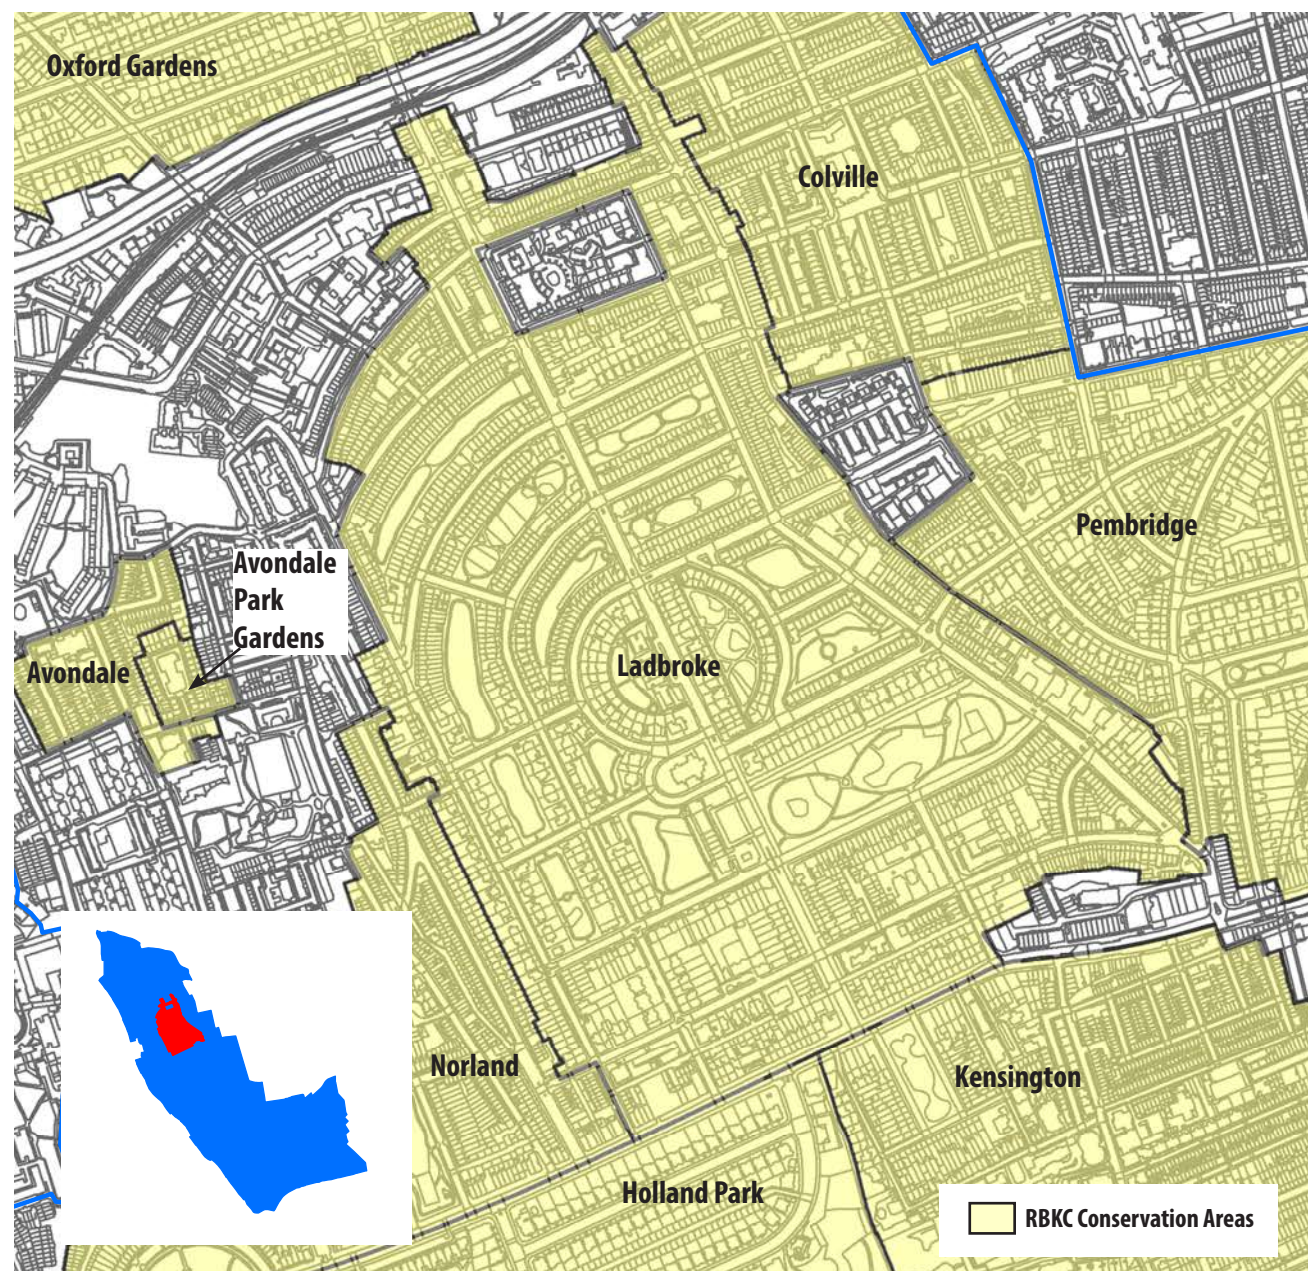 Oxford Gardens
Colville
Pembridge
Avondale
Park
Gardens
Avondale
Ladbroke
Norland
Kensington
Holland Park
RBKC Conservation Areas